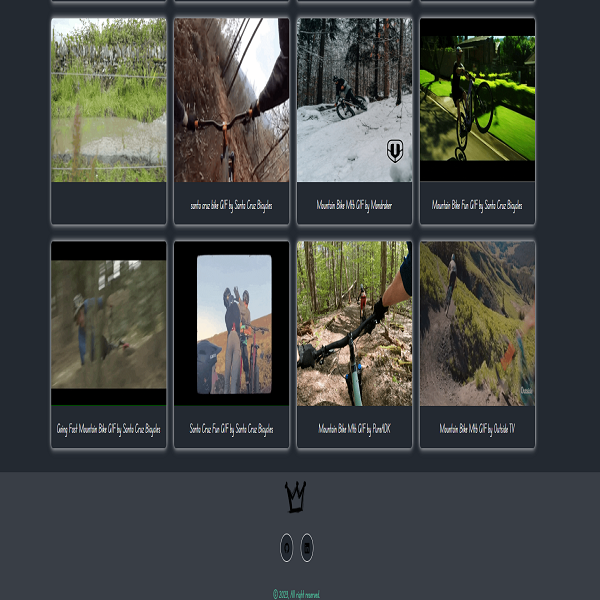 santa cruz bike GIF by Santa Cruz Bicycles
Mountain Bike Mtb GIF by Mondraker
Mountain Bike Fun GIF by Santa Cruz Bicycles
Going Fast Mountain Bike GIF by Santa Cruz Bicycles
Santa Cruz Fun GIF by Santa Cruz Bicycles
Mountain Bike Mtb GIF by
Mountain Bike Mtb GIF by Outside TV
© 2023, All right reserved.